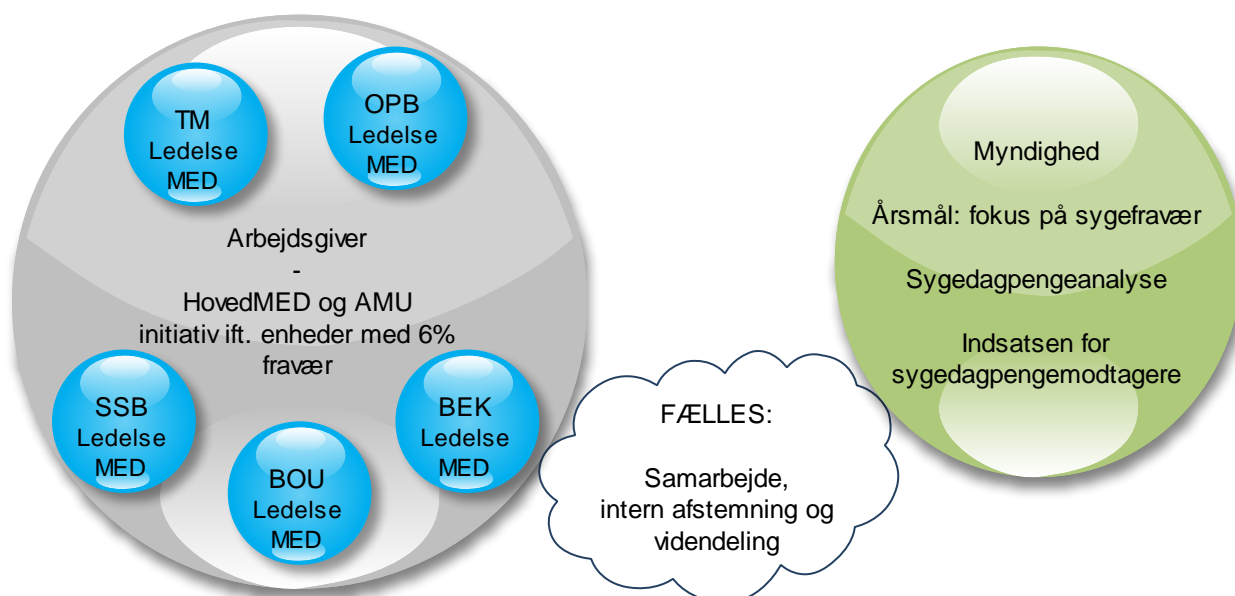 TM
Ledelse
MED
OPB
Ledelse
MED
Arbejdsgiver
-
HovedMED og AMU
initiativ ift. enheder med 6%
fravær
SSB
Ledelse
MED
BOU
Ledelse
MED
BEK
Ledelse
MED
FÆLLES:
Samarbejde,
intern afstemning og
videndeling
Myndighed
Årsmål: fokus på sygefravær
Sygedagpengeanalyse
Indsatsen for
sygedagpengemodtagere